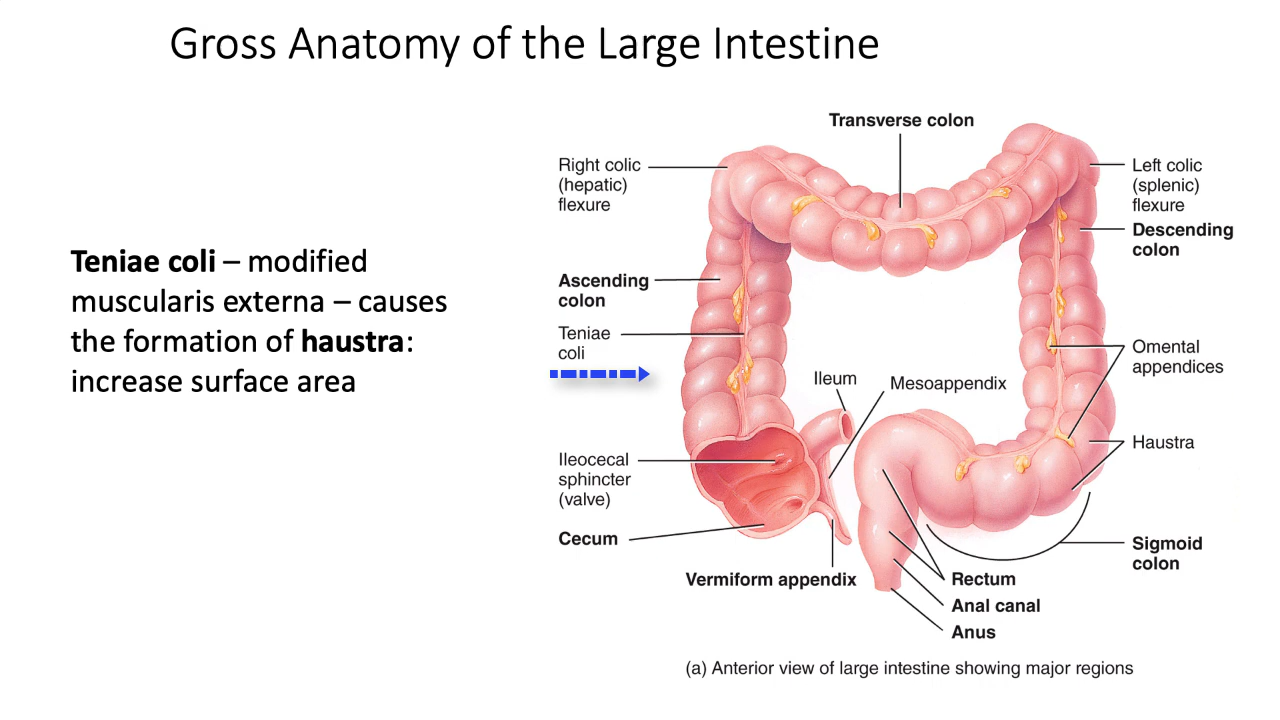 Gross Anatomy of the Large Intestine
Teniae coli – modified
muscularis externa – causes
the formation of haustra:
increase surface area
Transverse colon
Right colic
(hepatic)
flexure
Left colic
(splenic)
flexure
Descending
colon
Ascending
colon
Teniae
coli
Omental
appendices
Ileum
Mesoappendix
Haustra
Ileocecal
sphincter
(valve)
Cecum
Sigmoid
colon
Vermiform appendix
Rectum
Anal canal
Anus
(a) Anterior view of large intestine showing major regions